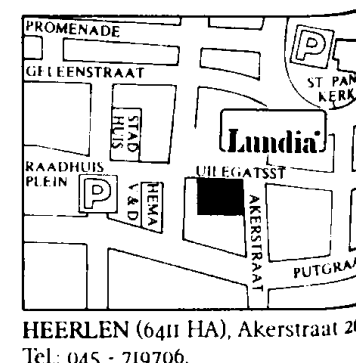 PROMENADE
P
GELEENSTRAAT
ST PAN
KERK
STAD
HUIS
Lundia
RAADHUIS
PLEIN
UILEGATSST
P
V & D
HEMA
AKERSTRAAT
PUTGRAA
HEERLEN (6411 HA), Akerstraat 2
Tel.: 045 - 719706.